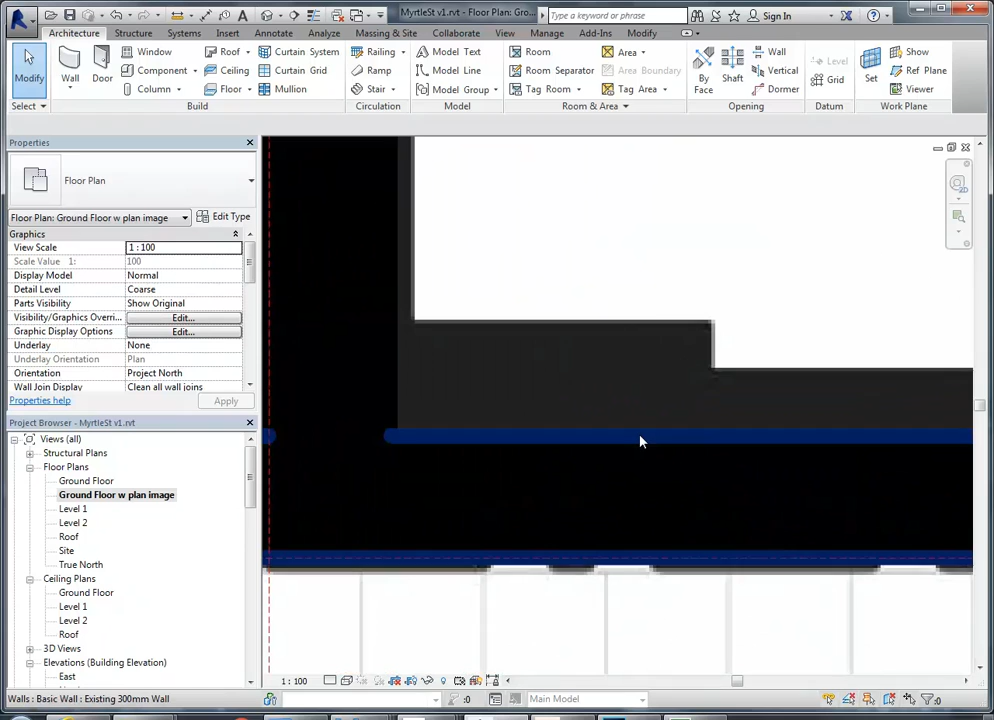 MyrtleSt v1.rvt - Floor Plan: Gro...
Type a keyword or phrase
Sign In
Architecture Structure Systems Insert Annotate Analyze Massing & Site Collaborate View Manage Add-Ins Modify
Modify Wall Door Window Component Column Roof Ceiling Floor Curtain System Curtain Grid Mullion Railing Ramp Stair Model Text Model Line Model Group Room Room Separator Tag Room Area Area Boundary Tag Area By Face Shaft Wall Vertical Dormer Level Grid Set Show Ref Plane Viewer
Select Build Circulation Model Room & Area Opening Datum Work Plane
Properties
Floor Plan
Floor Plan: Ground Floor w plan image Edit Type
Graphics
View Scale 1 : 100
Scale Value 1: 100
Display Model Normal
Detail Level Coarse
Parts Visibility Show Original
Visibility/Graphics Overri... Edit...
Graphic Display Options Edit...
Underlay None
Underlay Orientation Plan
Orientation Project North
Wall Join Display Clean all wall joins
Properties help Apply
Project Browser - MyrtleSt v1.rvt
Views (all)
Structural Plans
Floor Plans
Ground Floor
Ground Floor w plan image
Level 1
Level 2
Roof
Site
True North
Ceiling Plans
Ground Floor
Level 1
Level 2
Roof
3D Views
Elevations (Building Elevation)
East
2D
1 : 100
Walls : Basic Wall : Existing 300mm Wall
:0
Main Model
:0